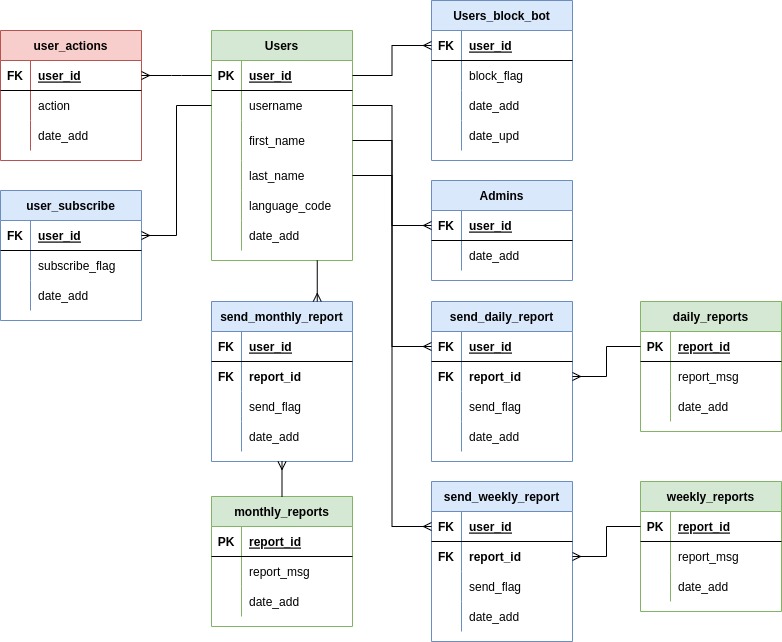 user_actions
FK user_id
action
date_add
Users
PK user_id
username
first_name
last_name
language_code
date_add
Users_block_bot
FK user_id
block_flag
date_add
date_upd
user_subscribe
FK user_id
subscribe_flag
date_add
Admins
FK user_id
date_add
send_monthly_report
FK user_id
FK report_id
send_flag
date_add
send_daily_report
FK user_id
FK report_id
send_flag
date_add
daily_reports
PK report_id
report_msg
date_add
monthly_reports
PK report_id
report_msg
date_add
send_weekly_report
FK user_id
FK report_id
send_flag
date_add
weekly_reports
PK report_id
report_msg
date_add